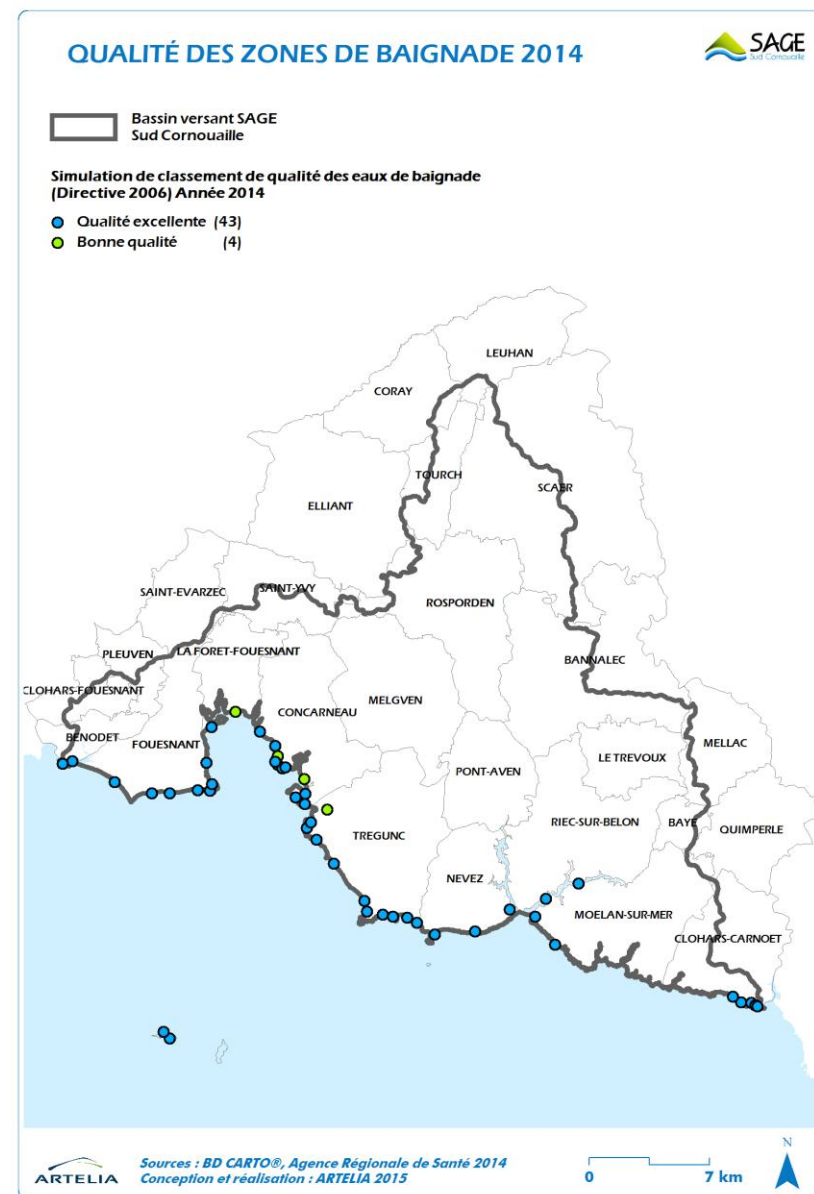 QUALITÉ DES ZONES DE BAIGNADE 2014
SAGE
Sud Cornouaille
Bassin versant SAGE
Sud Cornouaille
Simulation de classement de qualité des eaux de baignade
(Directive 2006) Année 2014
Qualité excellente (43)
Bonne qualité (4)
LEUHAN
CORAY
TOURCH
SCAER
ELLIANT
SAINT-EVARZEC
SAINT-YVY
ROSPORDEN
PLEUVEN
LA FORET-FOUESNANT
BANNALEC
CLOHARS-FOUESNANT
MELGVEN
CONCARNEAU
BENODET
FOUESNANT
MELLAC
LE TREVOUX
PONT-AVEN
RIEC-SUR-BELON
BAYE
QUIMPERLE
TREGUNC
NEVEZ
MOELAN-SUR-MER
CLOHARS-CARNOET
ARTELIA
Sources : BD CARTO®, Agence Régionale de Santé 2014
Conception et réalisation : ARTELIA 2015
0 7 km
N